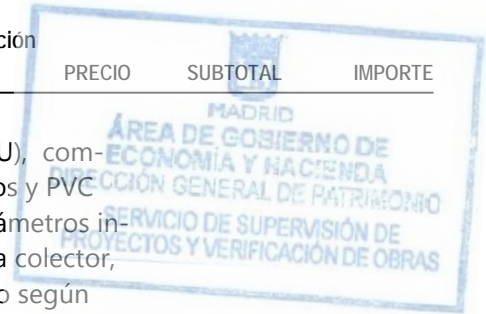 ción
PRECIO SUBTOTAL IMPORTE
MADRID
ÁREA DE GOBIERNO DE
ECONOMÍA Y HACIENDA
DIRECCIÓN GENERAL DE PATRIMONIO
SERVICIO DE SUPERVISIÓN DE
PROYECTOS Y VERIFICACIÓN DE OBRAS
U), com-
os y PVC
ámetros in-
a colector,
o según